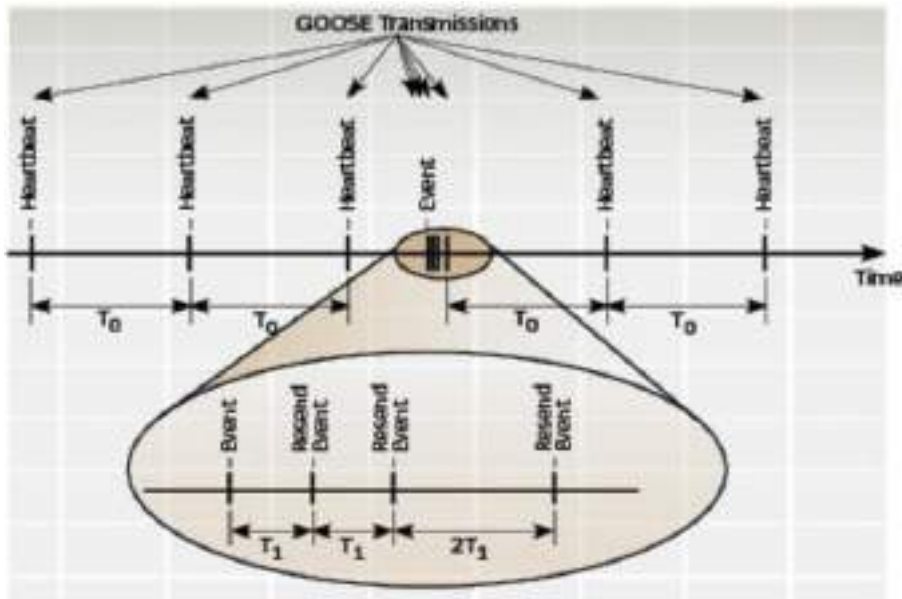 GOOSE Transmissions
Heartbeat
Heartbeat
Heartbeat
Event
Heartbeat
Heartbeat
Time
T0
T0
T0
T0
Event
Resend
Event
Resend
Event
Resend
Event
T1
T1
2T1